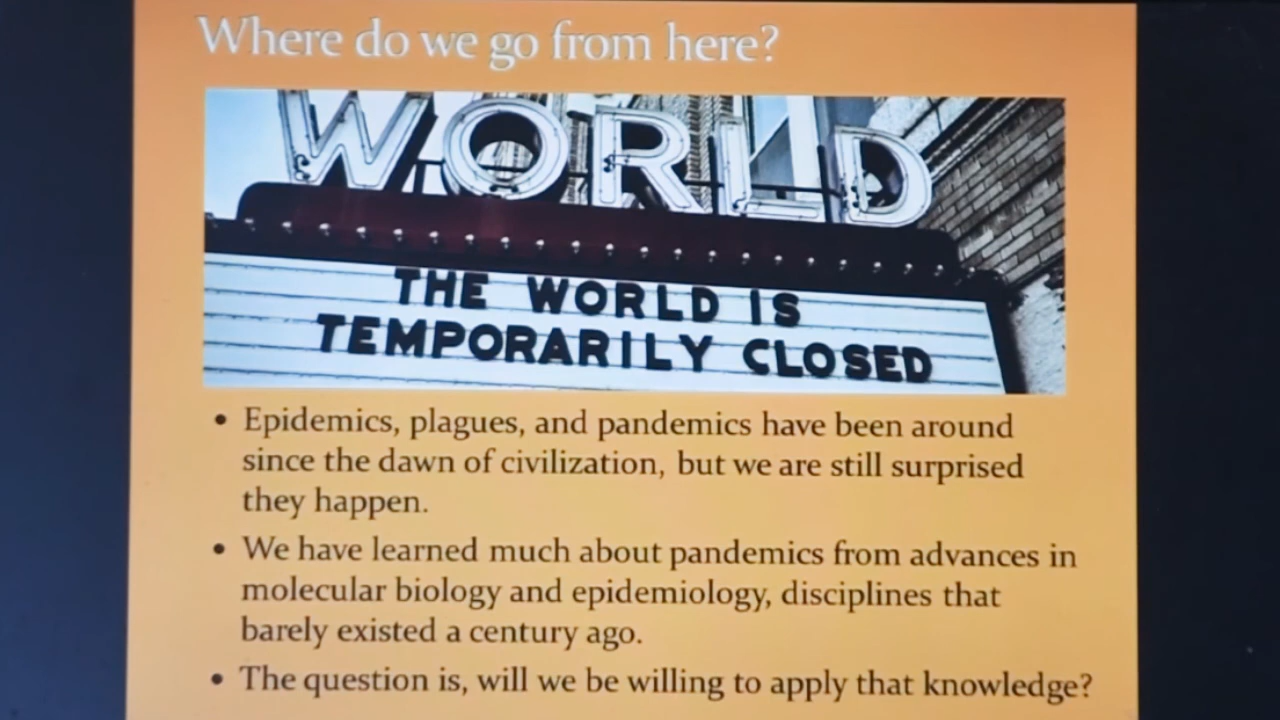 Where do we go from here?
WORLD
THE WORLD IS
TEMPORARILY CLOSED
• Epidemics, plagues, and pandemics have been around
since the dawn of civilization, but we are still surprised
they happen.
• We have learned much about pandemics from advances in
molecular biology and epidemiology, disciplines that
barely existed a century ago.
• The question is, will we be willing to apply that knowledge?